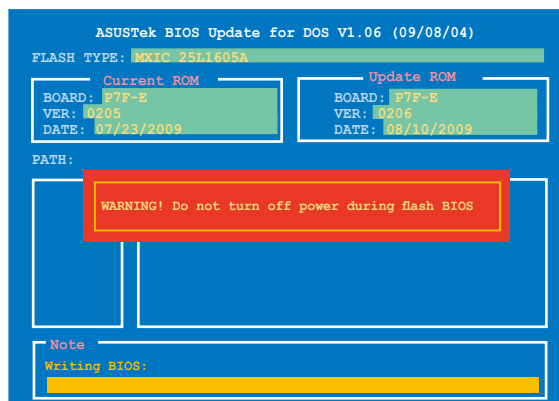 ASUSTek BIOS Update for DOS V1.06 (09/08/04)
FLASH TYPE: MXIC 25L1605A
Current ROM
BOARD: P7F-E
VER: 0205
DATE: 07/23/2009
Update ROM
BOARD: P7F-E
VER: 0206
DATE: 08/10/2009
PATH:
WARNING! Do not turn off power during flash BIOS
Note
Writing BIOS: